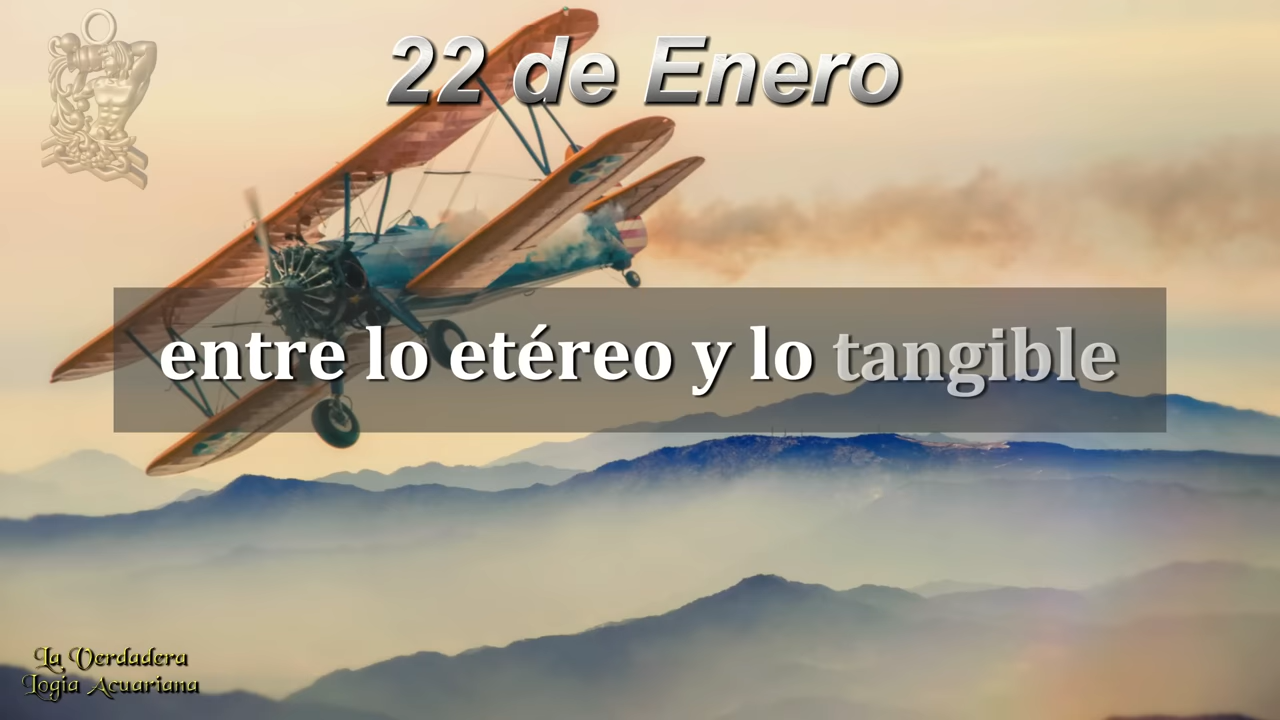 22 de Enero
entre lo etéreo y lo tangible
La Verdadera
Logia Acuariana